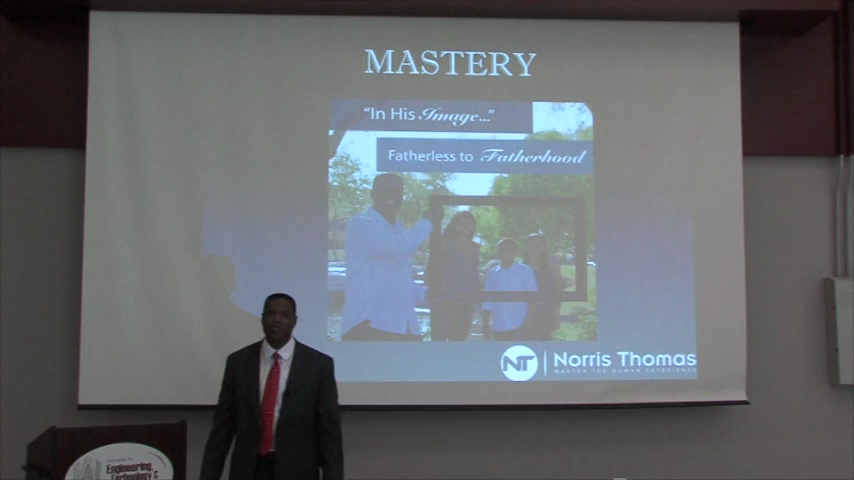 MASTERY
"In His Image..."
Fatherless to Fatherhood
NT
Norris Thomas
MASTER THE HUMAN EXPERIENCE
Engineering,
Technology &